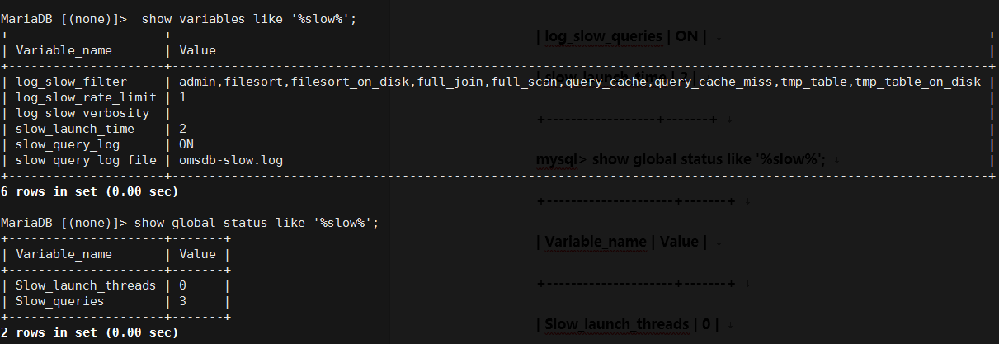 MariaDB [(none)]>  show variables like '%slow%';
+---------------------+--------------------------------------------------------------------------------------------------------------+
| Variable_name       | Value                                                                                                        |
+---------------------+--------------------------------------------------------------------------------------------------------------+
| log_slow_filter     | admin,filesort,filesort_on_disk,full_join,full_scan,query_cache,query_cache_miss,tmp_table,tmp_table_on_disk |
| log_slow_rate_limit | 1                                                                                                            |
| log_slow_verbosity  |                                                                                                              |
| slow_launch_time    | 2                                                                                                            |
| slow_query_log      | ON                                                                                                           |
| slow_query_log_file | omsdb-slow.log                                                                                               |
+---------------------+--------------------------------------------------------------------------------------------------------------+
6 rows in set (0.00 sec)
MariaDB [(none)]> show global status like '%slow%';
+---------------------+-------+
| Variable_name       | Value |
+---------------------+-------+
| Slow_launch_threads | 0     |
| Slow_queries        | 3     |
+---------------------+-------+
2 rows in set (0.00 sec)
| log_slow_queries | ON | ↓
| slow_launch_time | 2 |
+-----------------+-------+ ↓
mysql> show global status like '%slow%'; ↓
+---------------------+-------+ ↓
| Variable_name | Value | ↓
+---------------------+-------+ ↓
| Slow_launch_threads | 0 | ↓